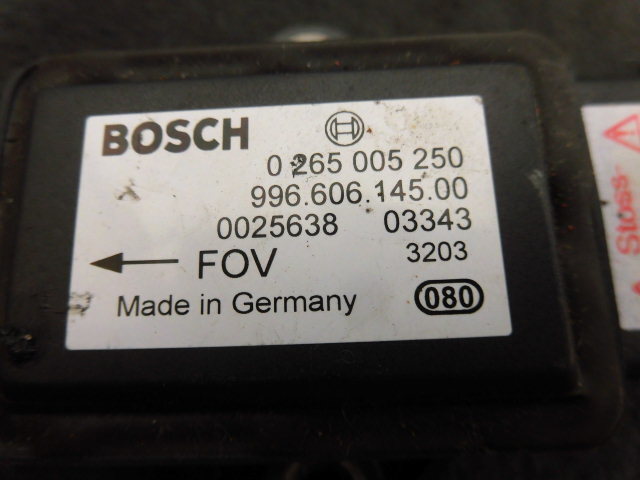 BOSCH
0 265 005 250
996.606.145.00
0025638 03343
FOV 3203
Made in Germany 080
Stoss